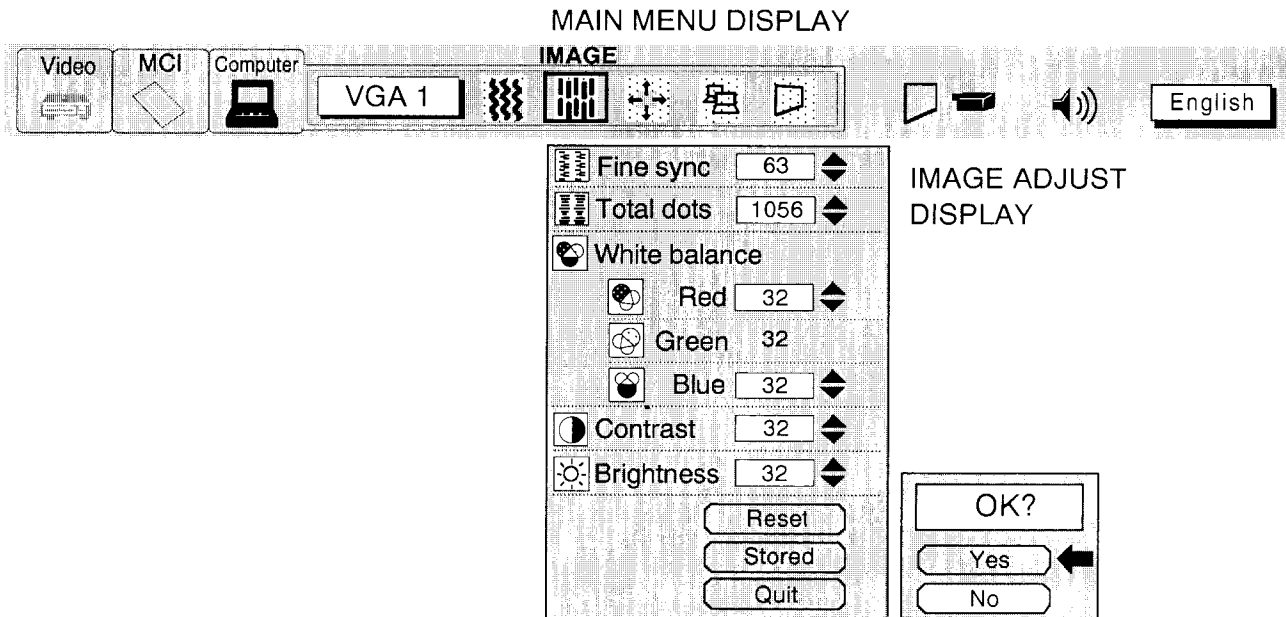 MAIN MENU DISPLAY
IMAGE
Video MCI Computer VGA 1 English
Fine sync 63
Total dots 1056
IMAGE ADJUST
DISPLAY
White balance
Red 32
Green 32
Blue 32
Contrast 32
Brightness 32
Reset
Stored
Quit
OK?
Yes
No